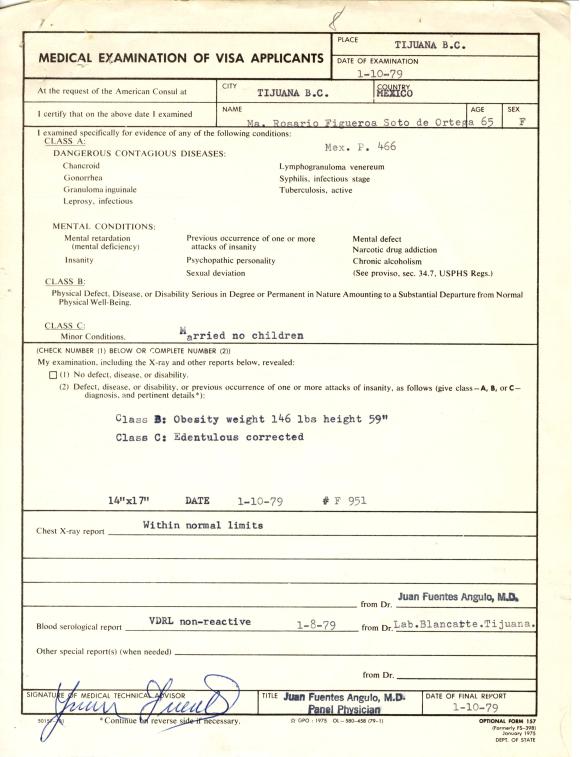 8
PLACE
TIJUANA B.C.
MEDICAL EXAMINATION OF VISA APPLICANTS
DATE OF EXAMINATION
1-10-79
At the request of the American Consul at
CITY
TIJUANA B.C.
COUNTRY
MEXICO
I certify that on the above date I examined
NAME
Ma. Rosario Figueroa Soto de Ortega
AGE
65
SEX
F
I examined specifically for evidence of any of the following conditions:
CLASS A:
Mex. P. 466
DANGEROUS CONTAGIOUS DISEASES:
Chancroid
Gonorrhea
Granuloma inguinale
Leprosy, infectious
Lymphogranuloma venereum
Syphilis, infectious stage
Tuberculosis, active
MENTAL CONDITIONS:
Mental retardation
(mental deficiency)
Insanity
Previous occurrence of one or more
attacks of insanity
Psychopathic personality
Sexual deviation
Mental defect
Narcotic drug addiction
Chronic alcoholism
(See proviso, sec. 34.7, USPHS Regs.)
CLASS B:
Physical Defect, Disease, or Disability Serious in Degree or Permanent in Nature Amounting to a Substantial Departure from Normal
Physical Well-Being.
CLASS C:
Minor Conditions.
Married no children
(CHECK NUMBER (1) BELOW OR COMPLETE NUMBER (2))
My examination, including the X-ray and other reports below, revealed:
(1) No defect, disease, or disability.
(2) Defect, disease, or disability, or previous occurrence of one or more attacks of insanity, as follows (give class—A, B, or C—
diagnosis, and pertinent details*):
Class B: Obesity weight 146 lbs height 59"
Class C: Edentulous corrected
14"x17" DATE 1-10-79 # F 951
Chest X-ray report Within normal limits
from Dr. Juan Fuentes Angulo, M.D.
Blood serological report VDRL non-reactive 1-8-79 from Dr. Lab.Blancatte.Tijuana.
Other special report(s) (when needed)
from Dr.
SIGNATURE OF MEDICAL TECHNICAL ADVISOR
TITLE Juan Fuentes Angulo, M.D.
Panel Physician
DATE OF FINAL REPORT
1-10-79
*Continue on reverse side if necessary.
GPO : 1975 OL-580-458 (79-1)
OPTIONAL FORM 157
(Formerly FS-398)
January 1975
DEPT. OF STATE